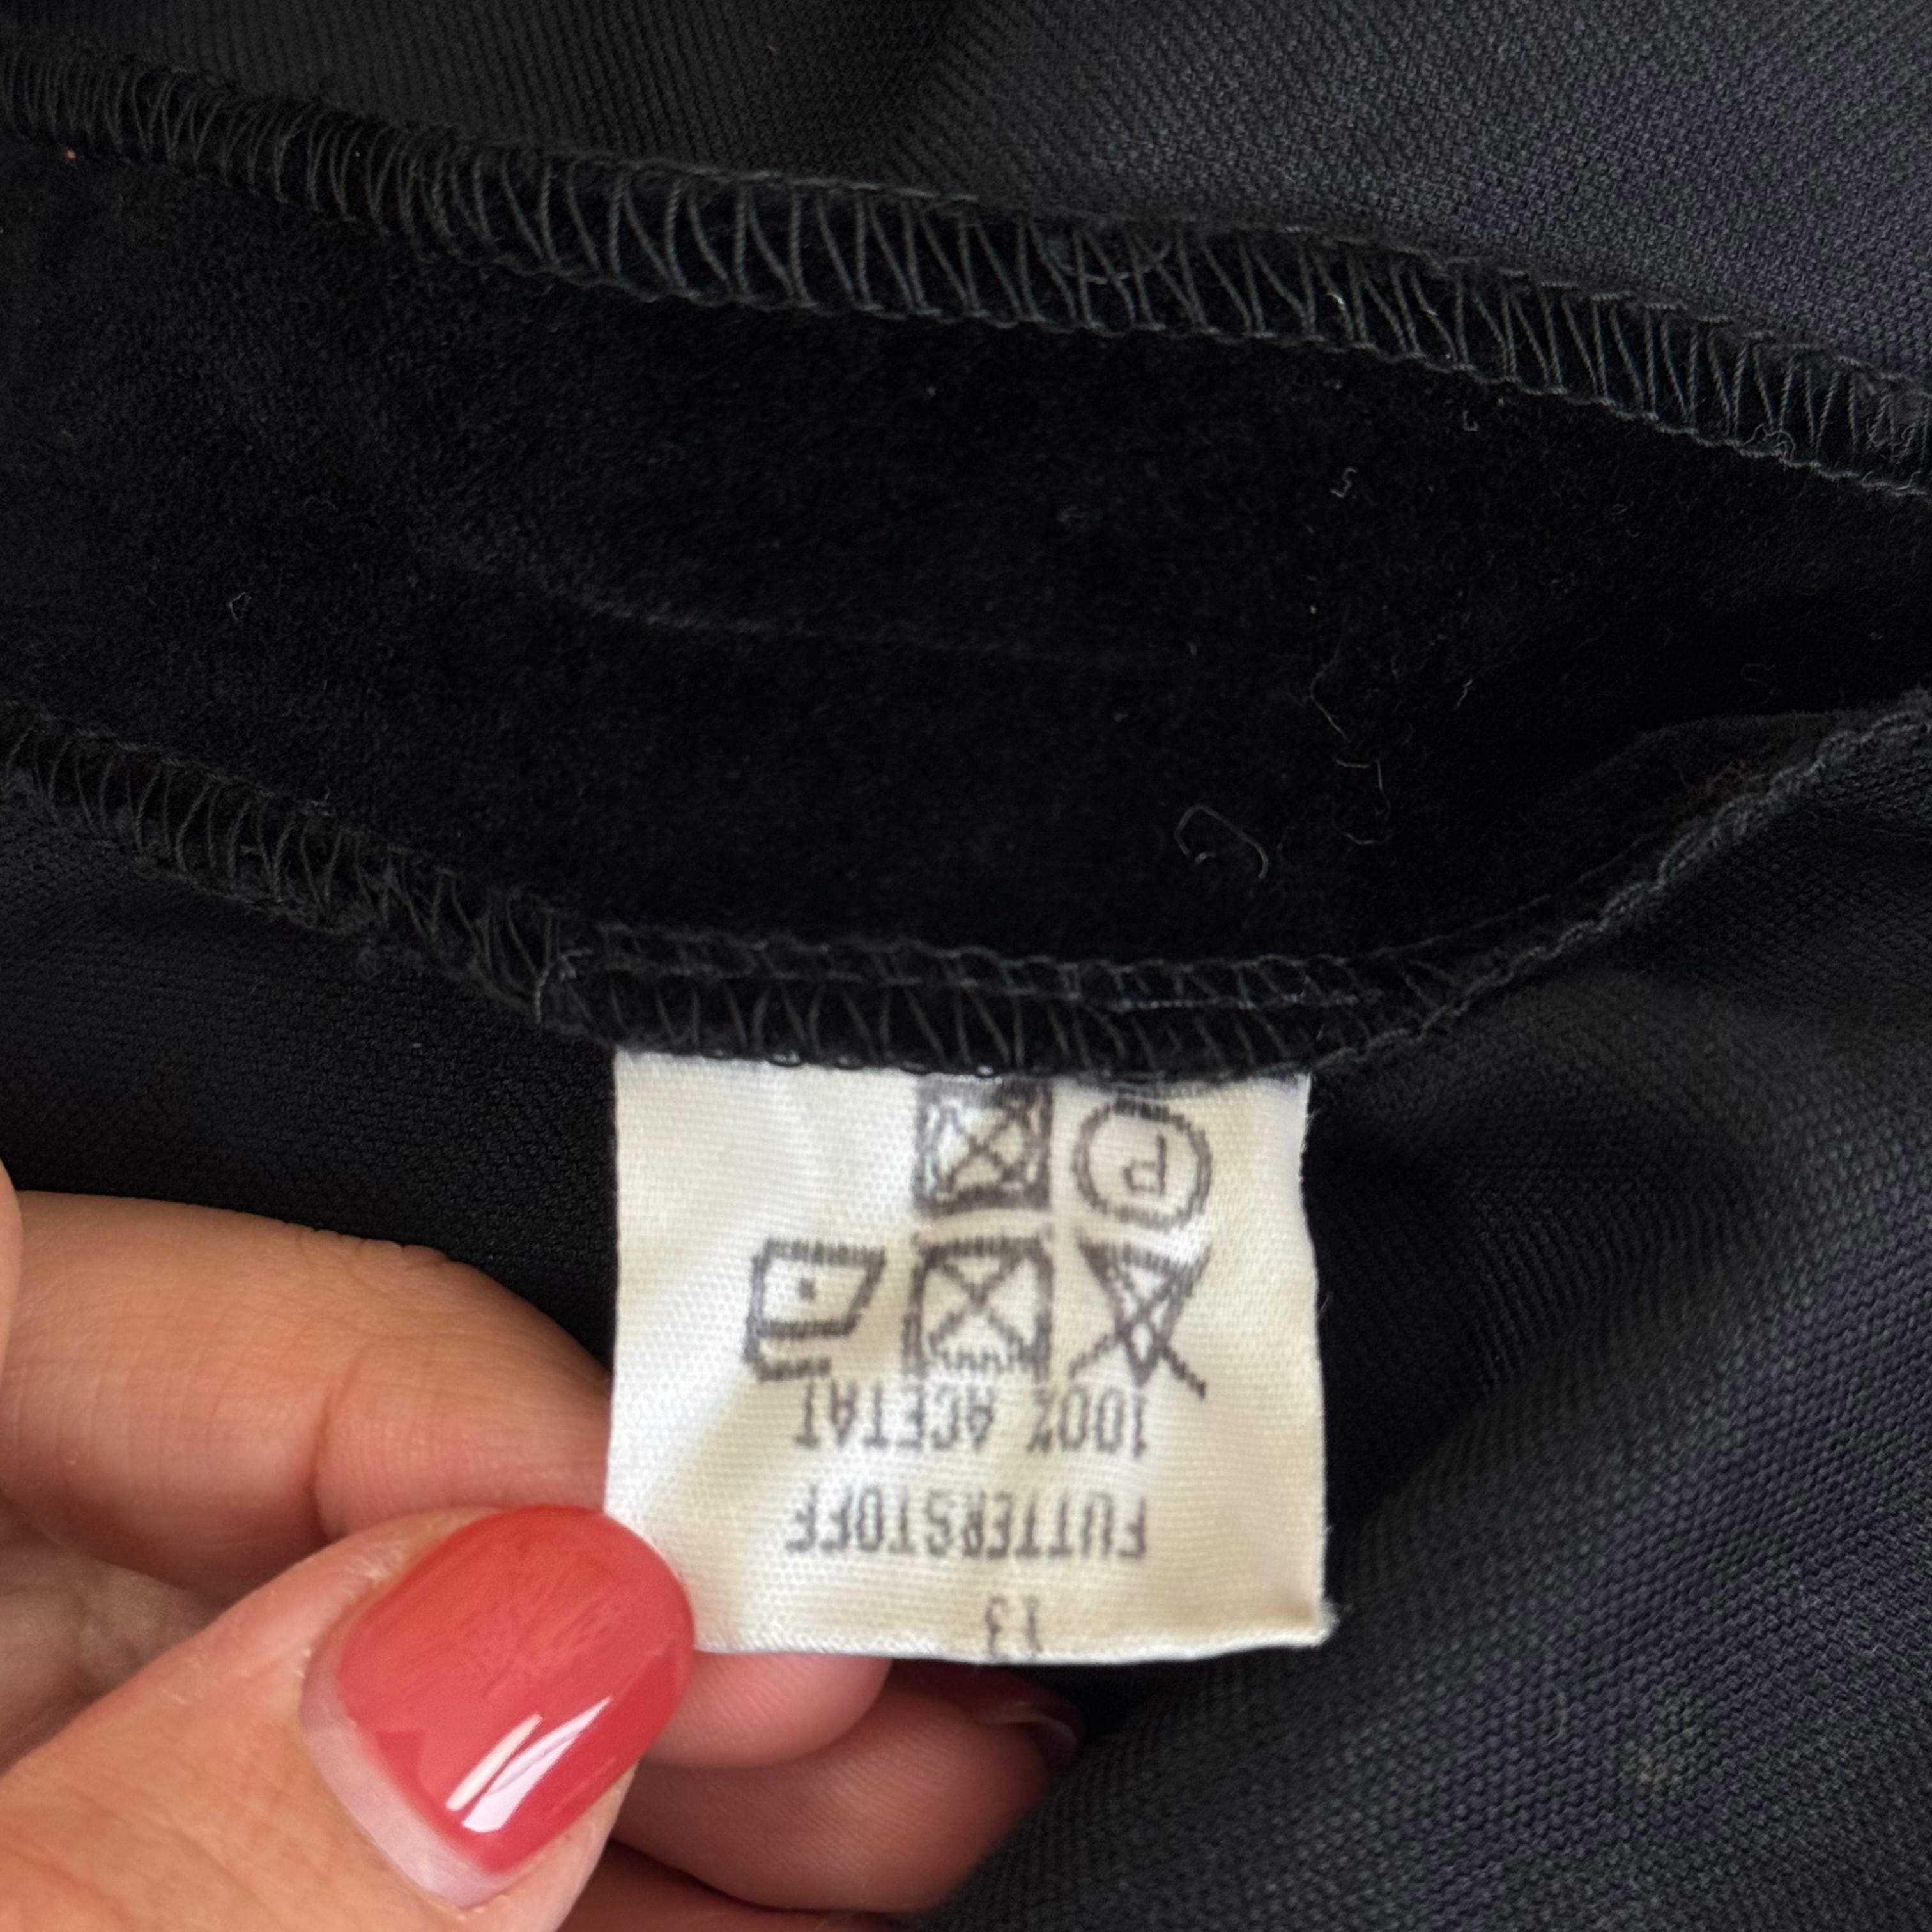 13
FUTTERSTOFF
100% ACETAT
P